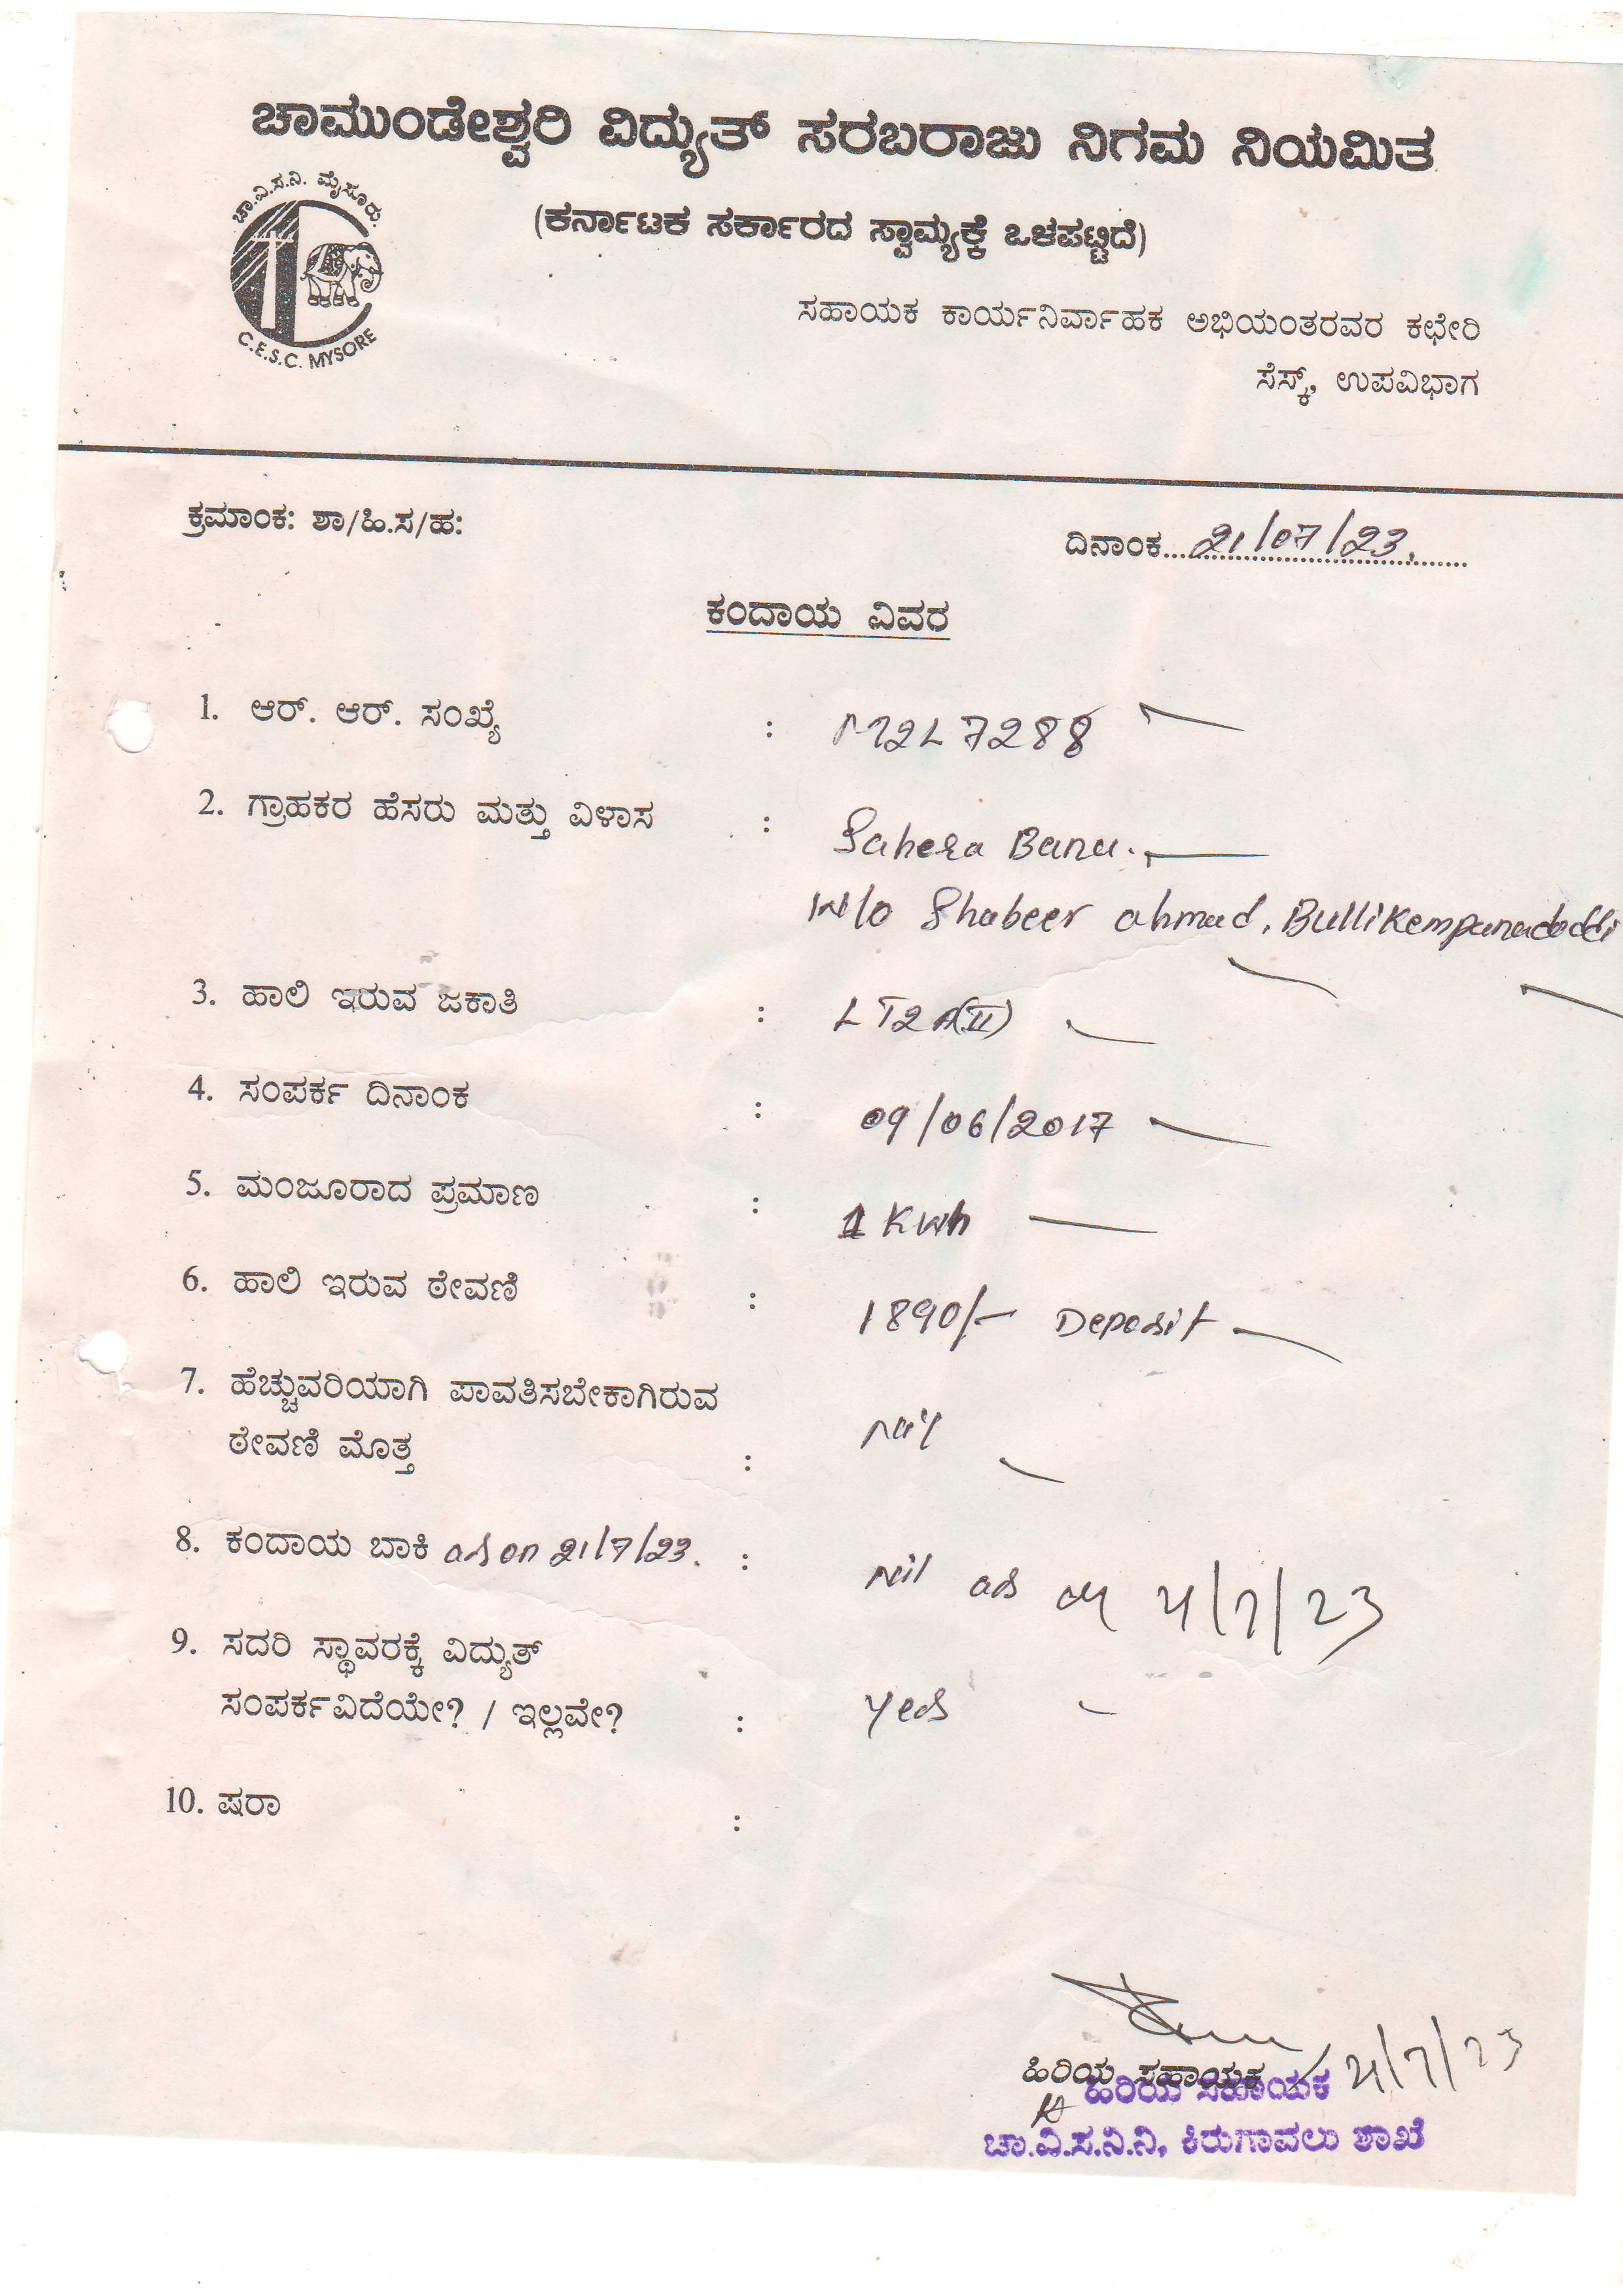 ಚಾಮುಂಡೇಶ್ವರಿ ವಿದ್ಯುತ್ ಸರಬರಾಜು ನಿಗಮ ನಿಯಮಿತ
ಚಾ.ವಿ.ಸ.ನಿ. ಮೈಸೂರು.
C.E.S.C. MYSORE
(ಕರ್ನಾಟಕ ಸರ್ಕಾರದ ಸ್ವಾಮ್ಯಕ್ಕೆ ಒಳಪಟ್ಟಿದೆ)
ಸಹಾಯಕ ಕಾರ್ಯನಿರ್ವಾಹಕ ಅಭಿಯಂತರವರ ಕಛೇರಿ
ಸೆಸ್ಕ್, ಉಪವಿಭಾಗ
ಕ್ರಮಾಂಕ: ಶಾ/ಹಿ.ಸ/ಹ:
ದಿನಾಂಕ...21/07/23.......
ಕಂದಾಯ ವಿವರ
1. ಆರ್. ಆರ್. ಸಂಖ್ಯೆ : M2L7288
2. ಗ್ರಾಹಕರ ಹೆಸರು ಮತ್ತು ವಿಳಾಸ : Sahera Banu.
W/o Shabeer ahmad, Bullikempanadoddi
3. ಹಾಲಿ ಇರುವ ಜಕಾತಿ : LT2A(II)
4. ಸಂಪರ್ಕ ದಿನಾಂಕ : 09/06/2017
5. ಮಂಜೂರಾದ ಪ್ರಮಾಣ : 1 Kwh
6. ಹಾಲಿ ಇರುವ ಠೇವಣಿ : 1890/- Deposit
7. ಹೆಚ್ಚುವರಿಯಾಗಿ ಪಾವತಿಸಬೇಕಾಗಿರುವ
ಠೇವಣಿ ಮೊತ್ತ : Nil
8. ಕಂದಾಯ ಬಾಕಿ as on 21/7/23. : Nil as on 21/7/23
9. ಸದರಿ ಸ್ಥಾವರಕ್ಕೆ ವಿದ್ಯುತ್
ಸಂಪರ್ಕವಿದೆಯೇ? / ಇಲ್ಲವೇ? : yes
10. ಷರಾ :
ಹಿರಿಯ ಸಹಾಯಕ 21/7/23
ಹಿರಿಯ ಸಹಾಯಕ
ಚಾ.ವಿ.ಸ.ನಿ.ನಿ, ಕಿರುಗಾವಲು ಶಾಖೆ